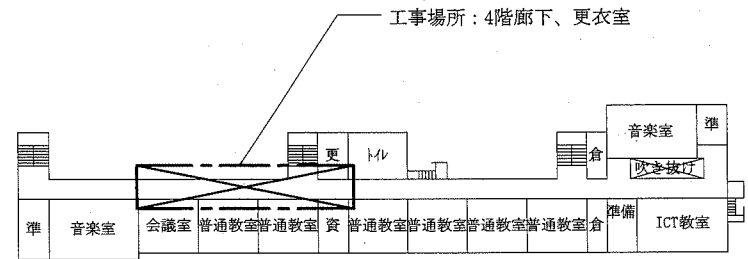 工事場所：4階廊下、更衣室
音楽室
準
更
トイレ
倉
吹き抜け
準
音楽室
会議室
普通教室
普通教室
資
普通教室
普通教室
普通教室
普通教室
倉
準備
ICT教室